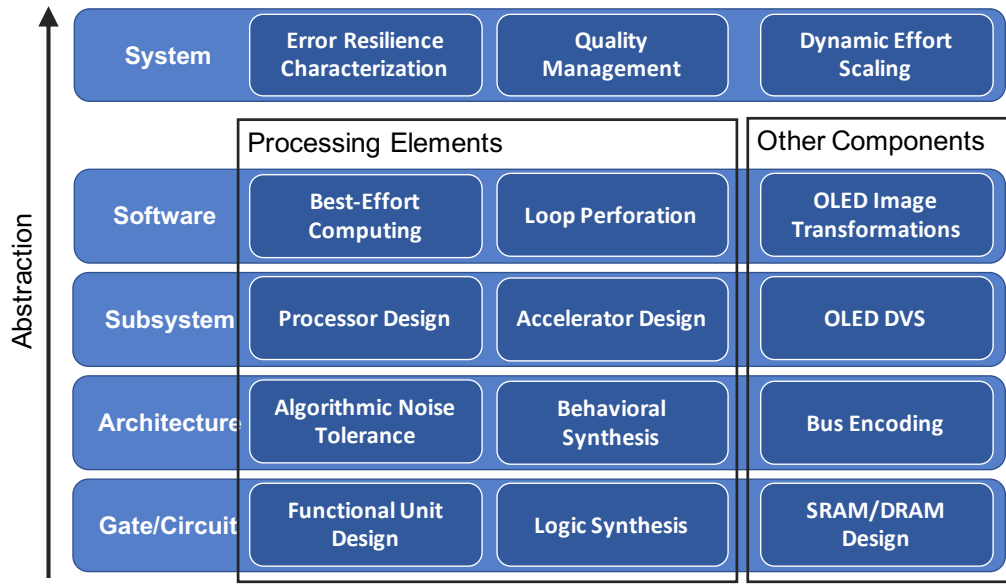 System
Error Resilience
Characterization
Quality
Management
Dynamic Effort
Scaling
Processing Elements
Other Components
Software
Best-Effort
Computing
Loop Perforation
OLED Image
Transformations
Subsystem
Processor Design
Accelerator Design
OLED DVS
Architecture
Algorithmic Noise
Tolerance
Behavioral
Synthesis
Bus Encoding
Gate/Circuit
Functional Unit
Design
Logic Synthesis
SRAM/DRAM
Design
Abstraction